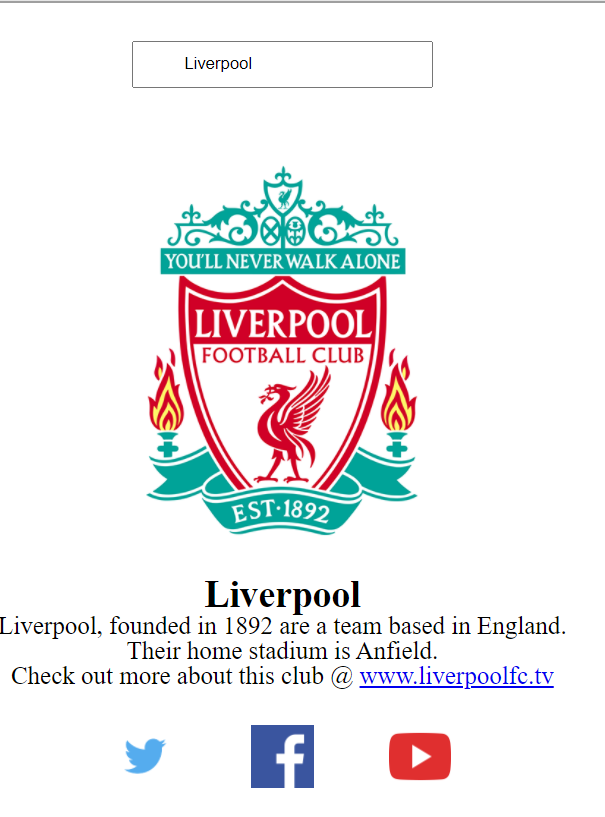 Liverpool
YOU'LL NEVER WALK ALONE
LIVERPOOL
FOOTBALL CLUB
EST·1892
Liverpool
Liverpool, founded in 1892 are a team based in England.
Their home stadium is Anfield.
Check out more about this club @ www.liverpoolfc.tv